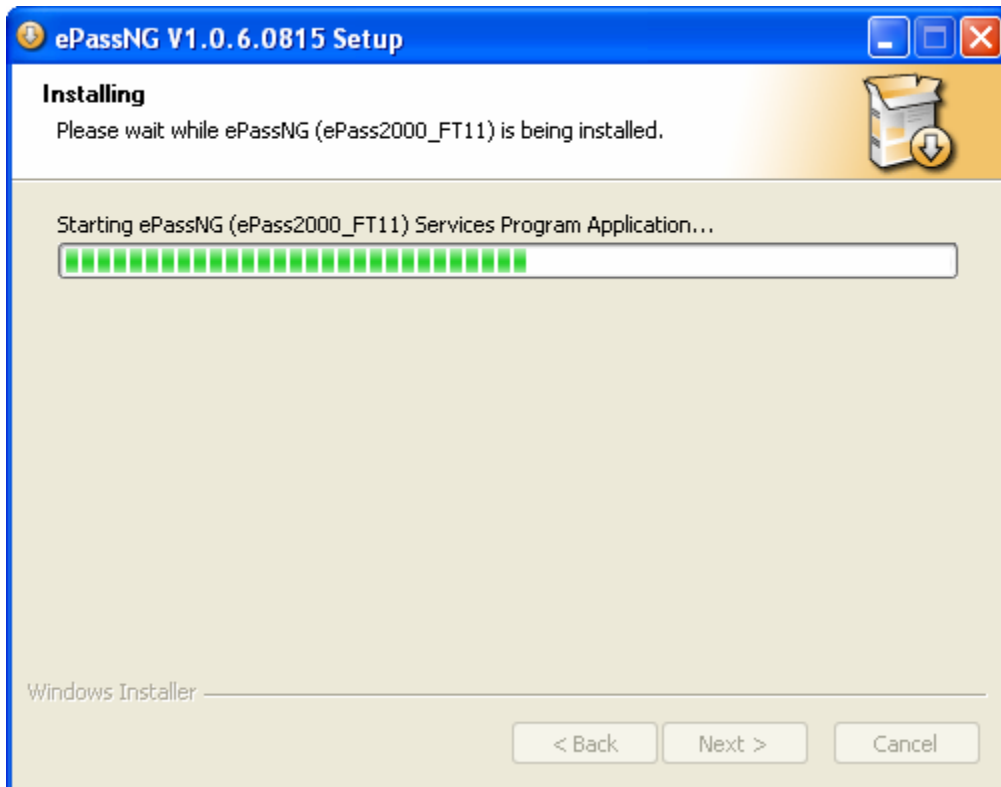 ePassNG V1.0.6.0815 Setup
Installing
Please wait while ePassNG (ePass2000_FT11) is being installed.
Starting ePassNG (ePass2000_FT11) Services Program Application...
Windows Installer
< Back Next > Cancel